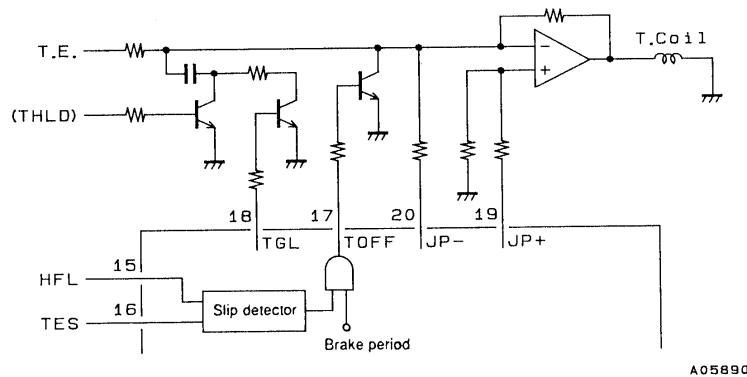 T.Coil
T.E.
−
+
(THLD)
18
17
20
19
TGL
TOFF
JP-
JP+
15
HFL
16
TES
Slip detector
Brake period
A05890